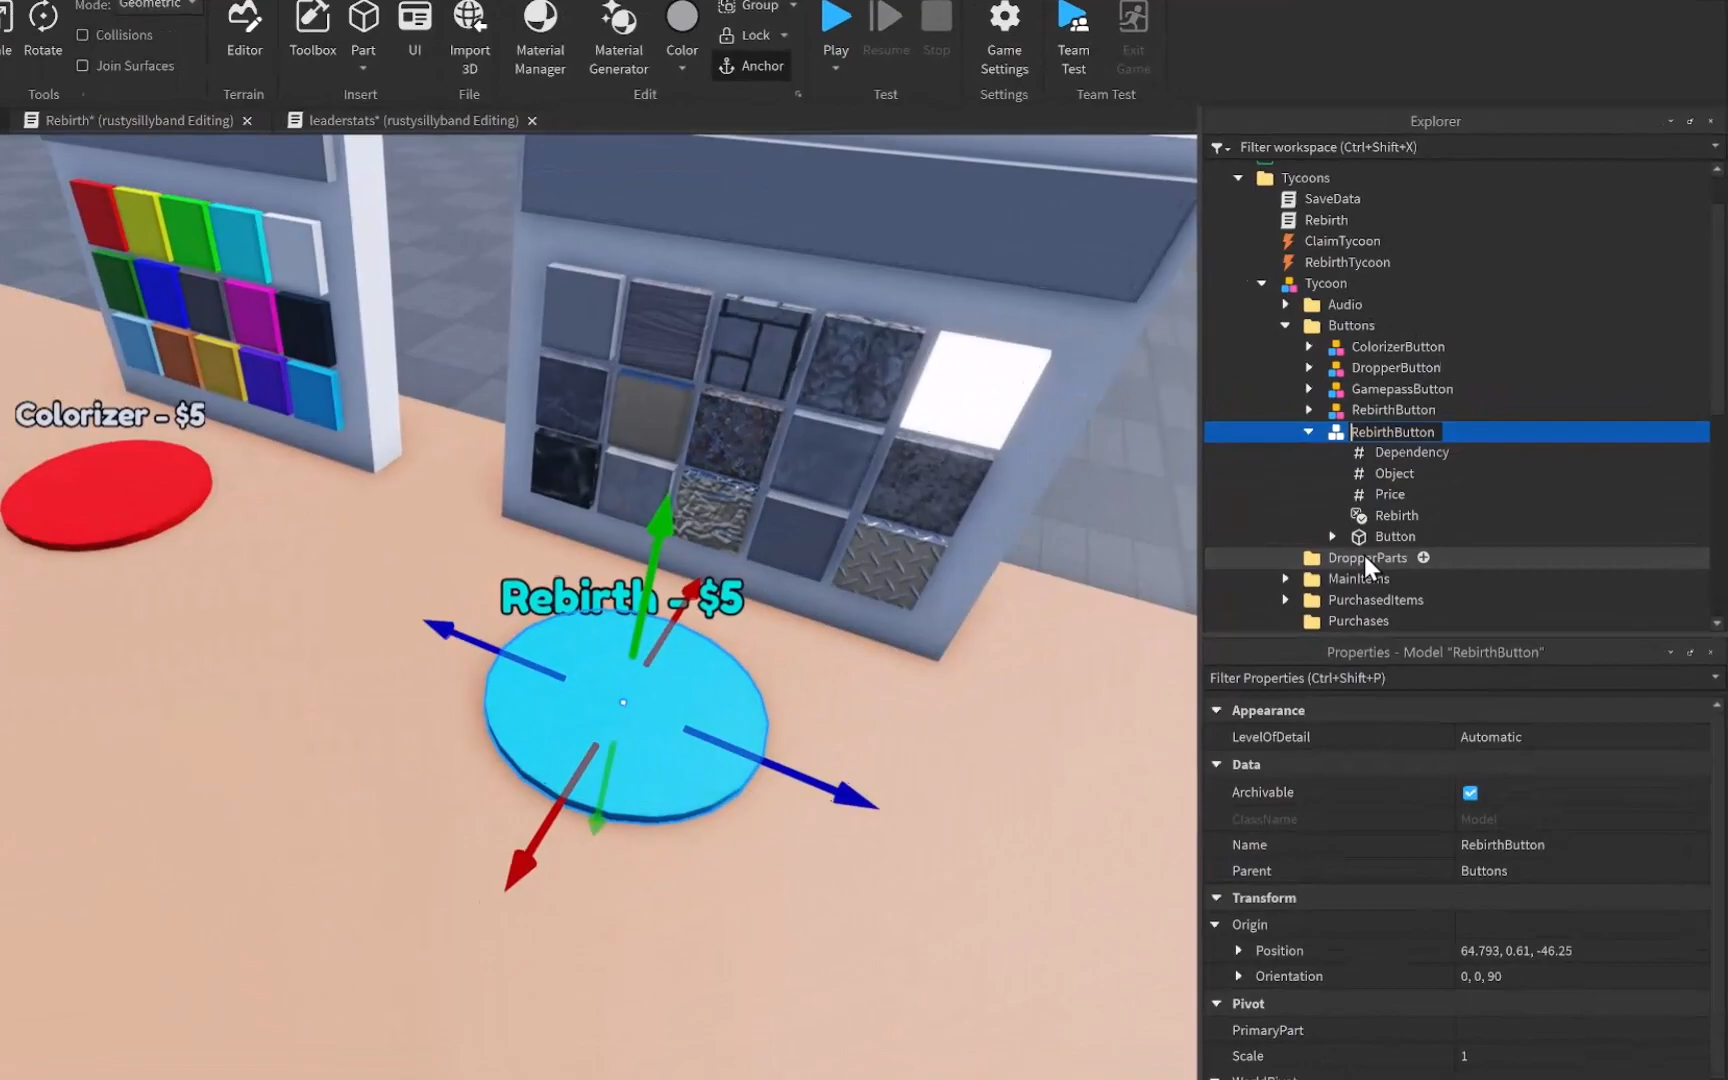 Mode: Geometric
Collisions
Join Surfaces
Rotate
Tools
Editor
Terrain
Toolbox
Part
UI
Insert
Import 3D
File
Material Manager
Material Generator
Color
Group
Lock
Anchor
Edit
Play
Resume
Stop
Test
Game Settings
Settings
Team Test
Exit Game
Team Test
Rebirth* (rustysillyband Editing)
leaderstats* (rustysillyband Editing)
Colorizer - $5
Rebirth - $5
Explorer
Filter workspace (Ctrl+Shift+X)
Tycoons
SaveData
Rebirth
ClaimTycoon
RebirthTycoon
Tycoon
Audio
Buttons
ColorizerButton
DropperButton
GamepassButton
RebirthButton
RebirthButton
# Dependency
# Object
# Price
Rebirth
Button
DropperParts
MainItems
PurchasedItems
Purchases
Properties - Model "RebirthButton"
Filter Properties (Ctrl+Shift+P)
Appearance
LevelOfDetail Automatic
Data
Archivable
ClassName Model
Name RebirthButton
Parent Buttons
Transform
Origin
Position 64.793, 0.61, -46.25
Orientation 0, 0, 90
Pivot
PrimaryPart
Scale 1